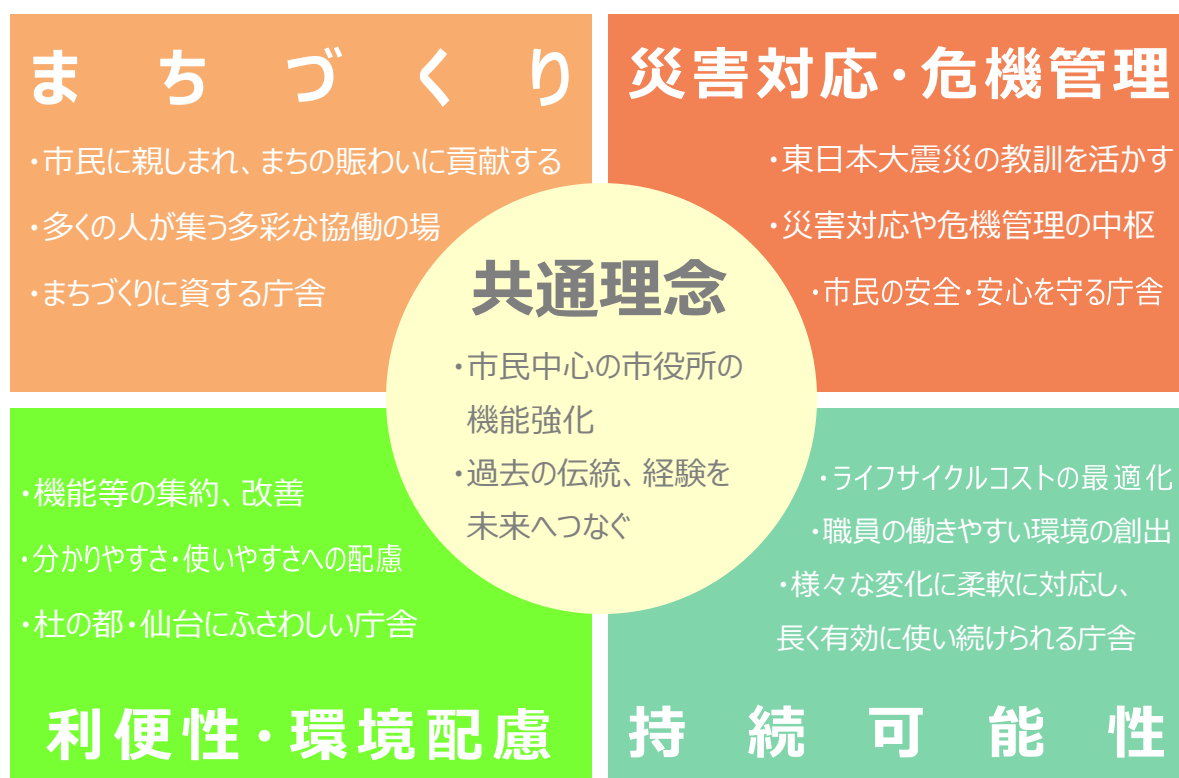 まちづくり
・市民に親しまれ、まちの賑わいに貢献する
・多くの人が集う多彩な協働の場
・まちづくりに資する庁舎
災害対応・危機管理
・東日本大震災の教訓を活かす
・災害対応や危機管理の中枢
・市民の安全・安心を守る庁舎
共通理念
・市民中心の市役所の
機能強化
・過去の伝統、経験を
未来へつなぐ
・機能等の集約、改善
・分かりやすさ・使いやすさへの配慮
・杜の都・仙台にふさわしい庁舎
利便性・環境配慮
・ライフサイクルコストの最適化
・職員の働きやすい環境の創出
・様々な変化に柔軟に対応し、
長く有効に使い続けられる庁舎
持続可能性